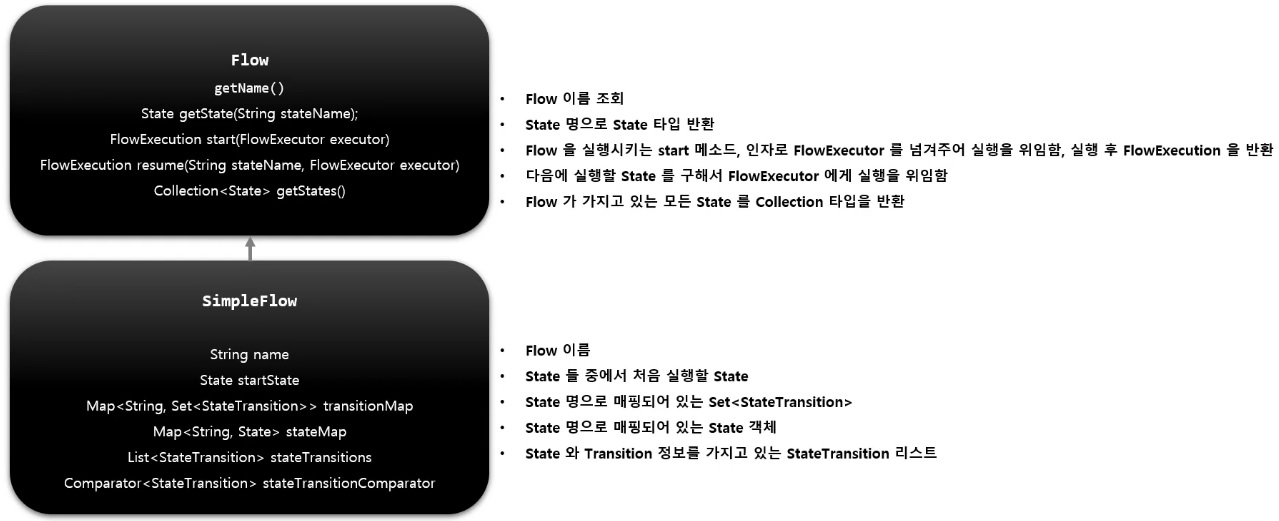 Flow
getName()
State getState(String stateName);
FlowExecution start(FlowExecutor executor)
FlowExecution resume(String stateName, FlowExecutor executor)
Collection<State> getStates()
• Flow 이름 조회
• State 명으로 State 타입 반환
• Flow 을 실행시키는 start 메소드, 인자로 FlowExecutor 를 넘겨주어 실행을 위임함, 실행 후 FlowExecution 을 반환
• 다음에 실행할 State 를 구해서 FlowExecutor 에게 실행을 위임함
• Flow 가 가지고 있는 모든 State 를 Collection 타입을 반환
SimpleFlow
String name
State startState
Map<String, Set<StateTransition>> transitionMap
Map<String, State> stateMap
List<StateTransition> stateTransitions
Comparator<StateTransition> stateTransitionComparator
• Flow 이름
• State 들 중에서 처음 실행할 State
• State 명으로 매핑되어 있는 Set<StateTransition>
• State 명으로 매핑되어 있는 State 객체
• State 와 Transition 정보를 가지고 있는 StateTransition 리스트